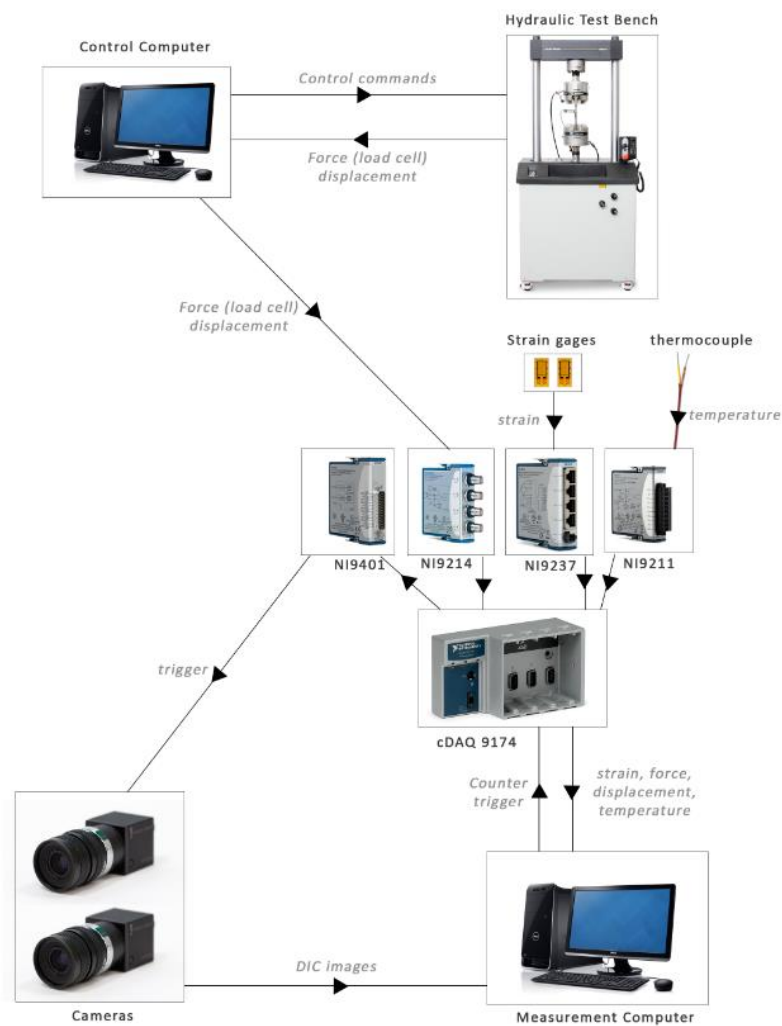 Hydraulic Test Bench
Control Computer
Control commands
Force (load cell)
displacement
Force (load cell)
displacement
Strain gages
thermocouple
strain
temperature
NI9401
NI9214
NI9237
NI9211
trigger
cDAQ 9174
Counter
trigger
strain, force,
displacement,
temperature
DIC images
Cameras
Measurement Computer